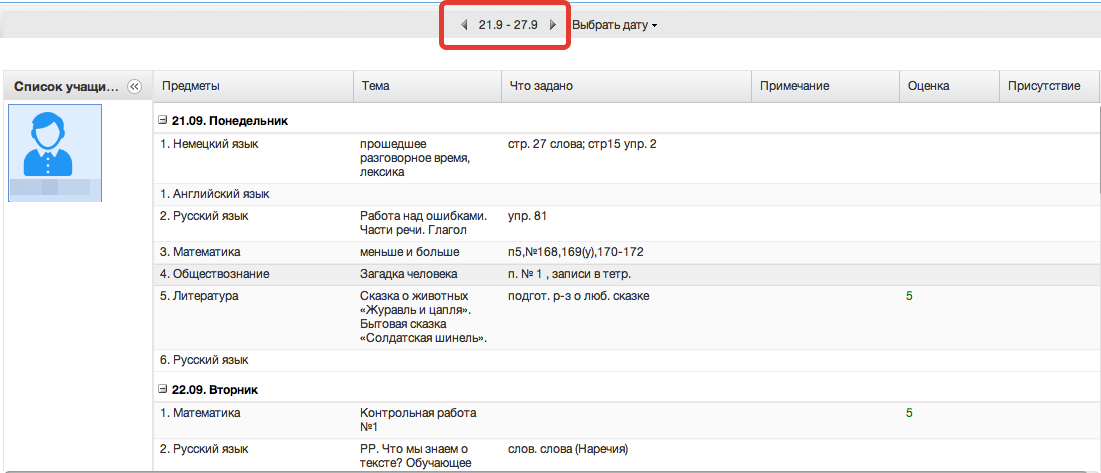 21.9 - 27.9 Выбрать дату
Список учащи... Предметы Тема Что задано Примечание Оценка Присутствие
21.09. Понедельник
1. Немецкий язык прошедшее стр. 27 слова; стр15 упр. 2
разговорное время,
лексика
1. Английский язык
2. Русский язык Работа над ошибками. упр. 81
Части речи. Глагол
3. Математика меньше и больше п5,№168,169(у),170-172
4. Обществознание Загадка человека п. № 1 , записи в тетр.
5. Литература Сказка о животных подгот. р-з о люб. сказке 5
«Журавль и цапля».
Бытовая сказка
«Солдатская шинель».
6. Русский язык
22.09. Вторник
1. Математика Контрольная работа 5
№1
2. Русский язык РР. Что мы знаем о слов. слова (Наречия)
тексте? Обучающее